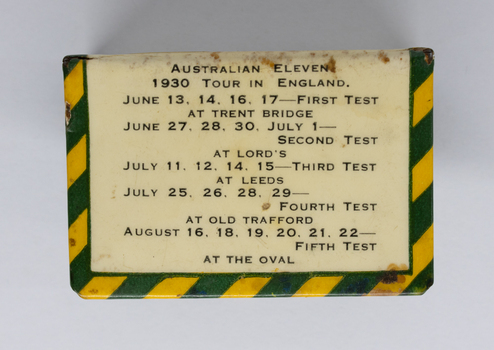 AUSTRALIAN ELEVEN
1930 TOUR IN ENGLAND.
JUNE 13, 14, 16, 17—FIRST TEST
AT TRENT BRIDGE
JUNE 27, 28, 30, JULY 1—
SECOND TEST
AT LORD'S
JULY 11, 12, 14, 15—THIRD TEST
AT LEEDS
JULY 25, 26, 28, 29—
FOURTH TEST
AT OLD TRAFFORD
AUGUST 16, 18, 19, 20, 21, 22—
FIFTH TEST
AT THE OVAL